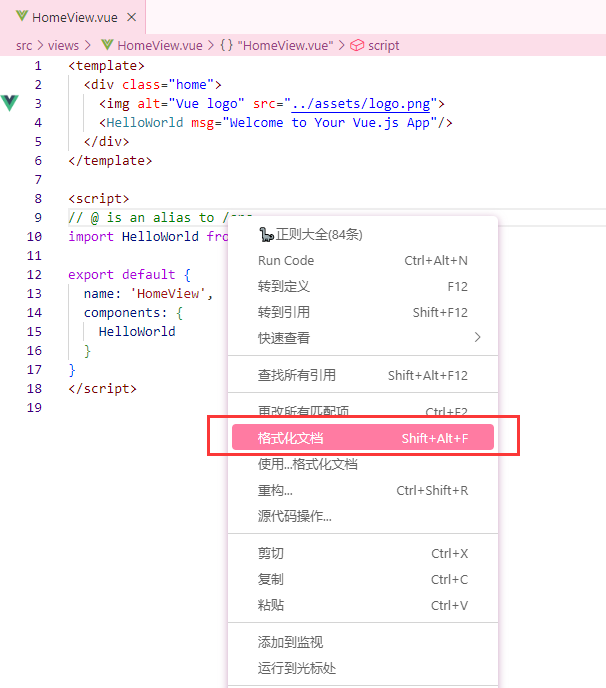 HomeView.vue ×
src > views > HomeView.vue > {} "HomeView.vue" > script
1 <template>
2 <div class="home">
3 <img alt="Vue logo" src="../assets/logo.png">
4 <HelloWorld msg="Welcome to Your Vue.js App"/>
5 </div>
6 </template>
7
8 <script>
9 // @ is an alias to /src
10 import HelloWorld from
11
12 export default {
13 name: 'HomeView',
14 components: {
15 HelloWorld
16 }
17 }
18 </script>
19
正则大全(84条)
Run Code Ctrl+Alt+N
转到定义 F12
转到引用 Shift+F12
快速查看 >
查找所有引用 Shift+Alt+F12
更改所有匹配项 Ctrl+F2
格式化文档 Shift+Alt+F
使用...格式化文档
重构... Ctrl+Shift+R
源代码操作...
剪切 Ctrl+X
复制 Ctrl+C
粘贴 Ctrl+V
添加到监视
运行到光标处